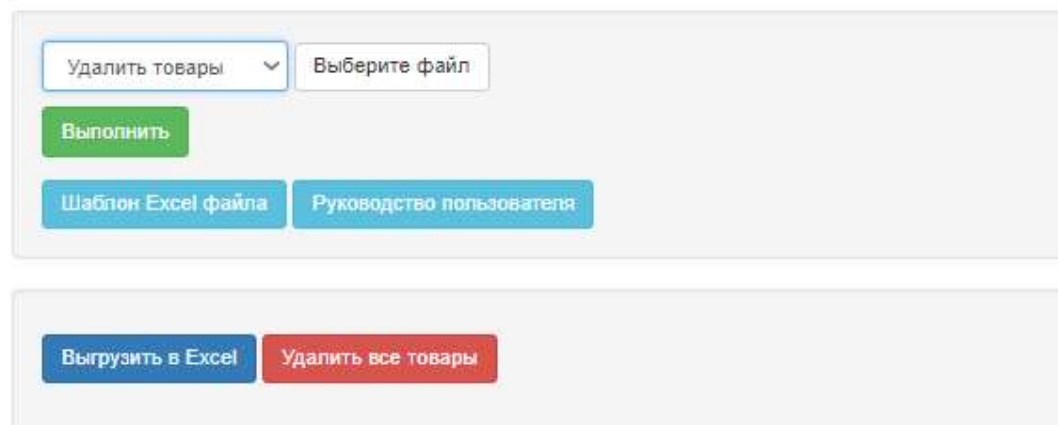 Удалить товары Выберите файл
Выполнить
Шаблон Excel файла Руководство пользователя
Выгрузить в Excel Удалить все товары